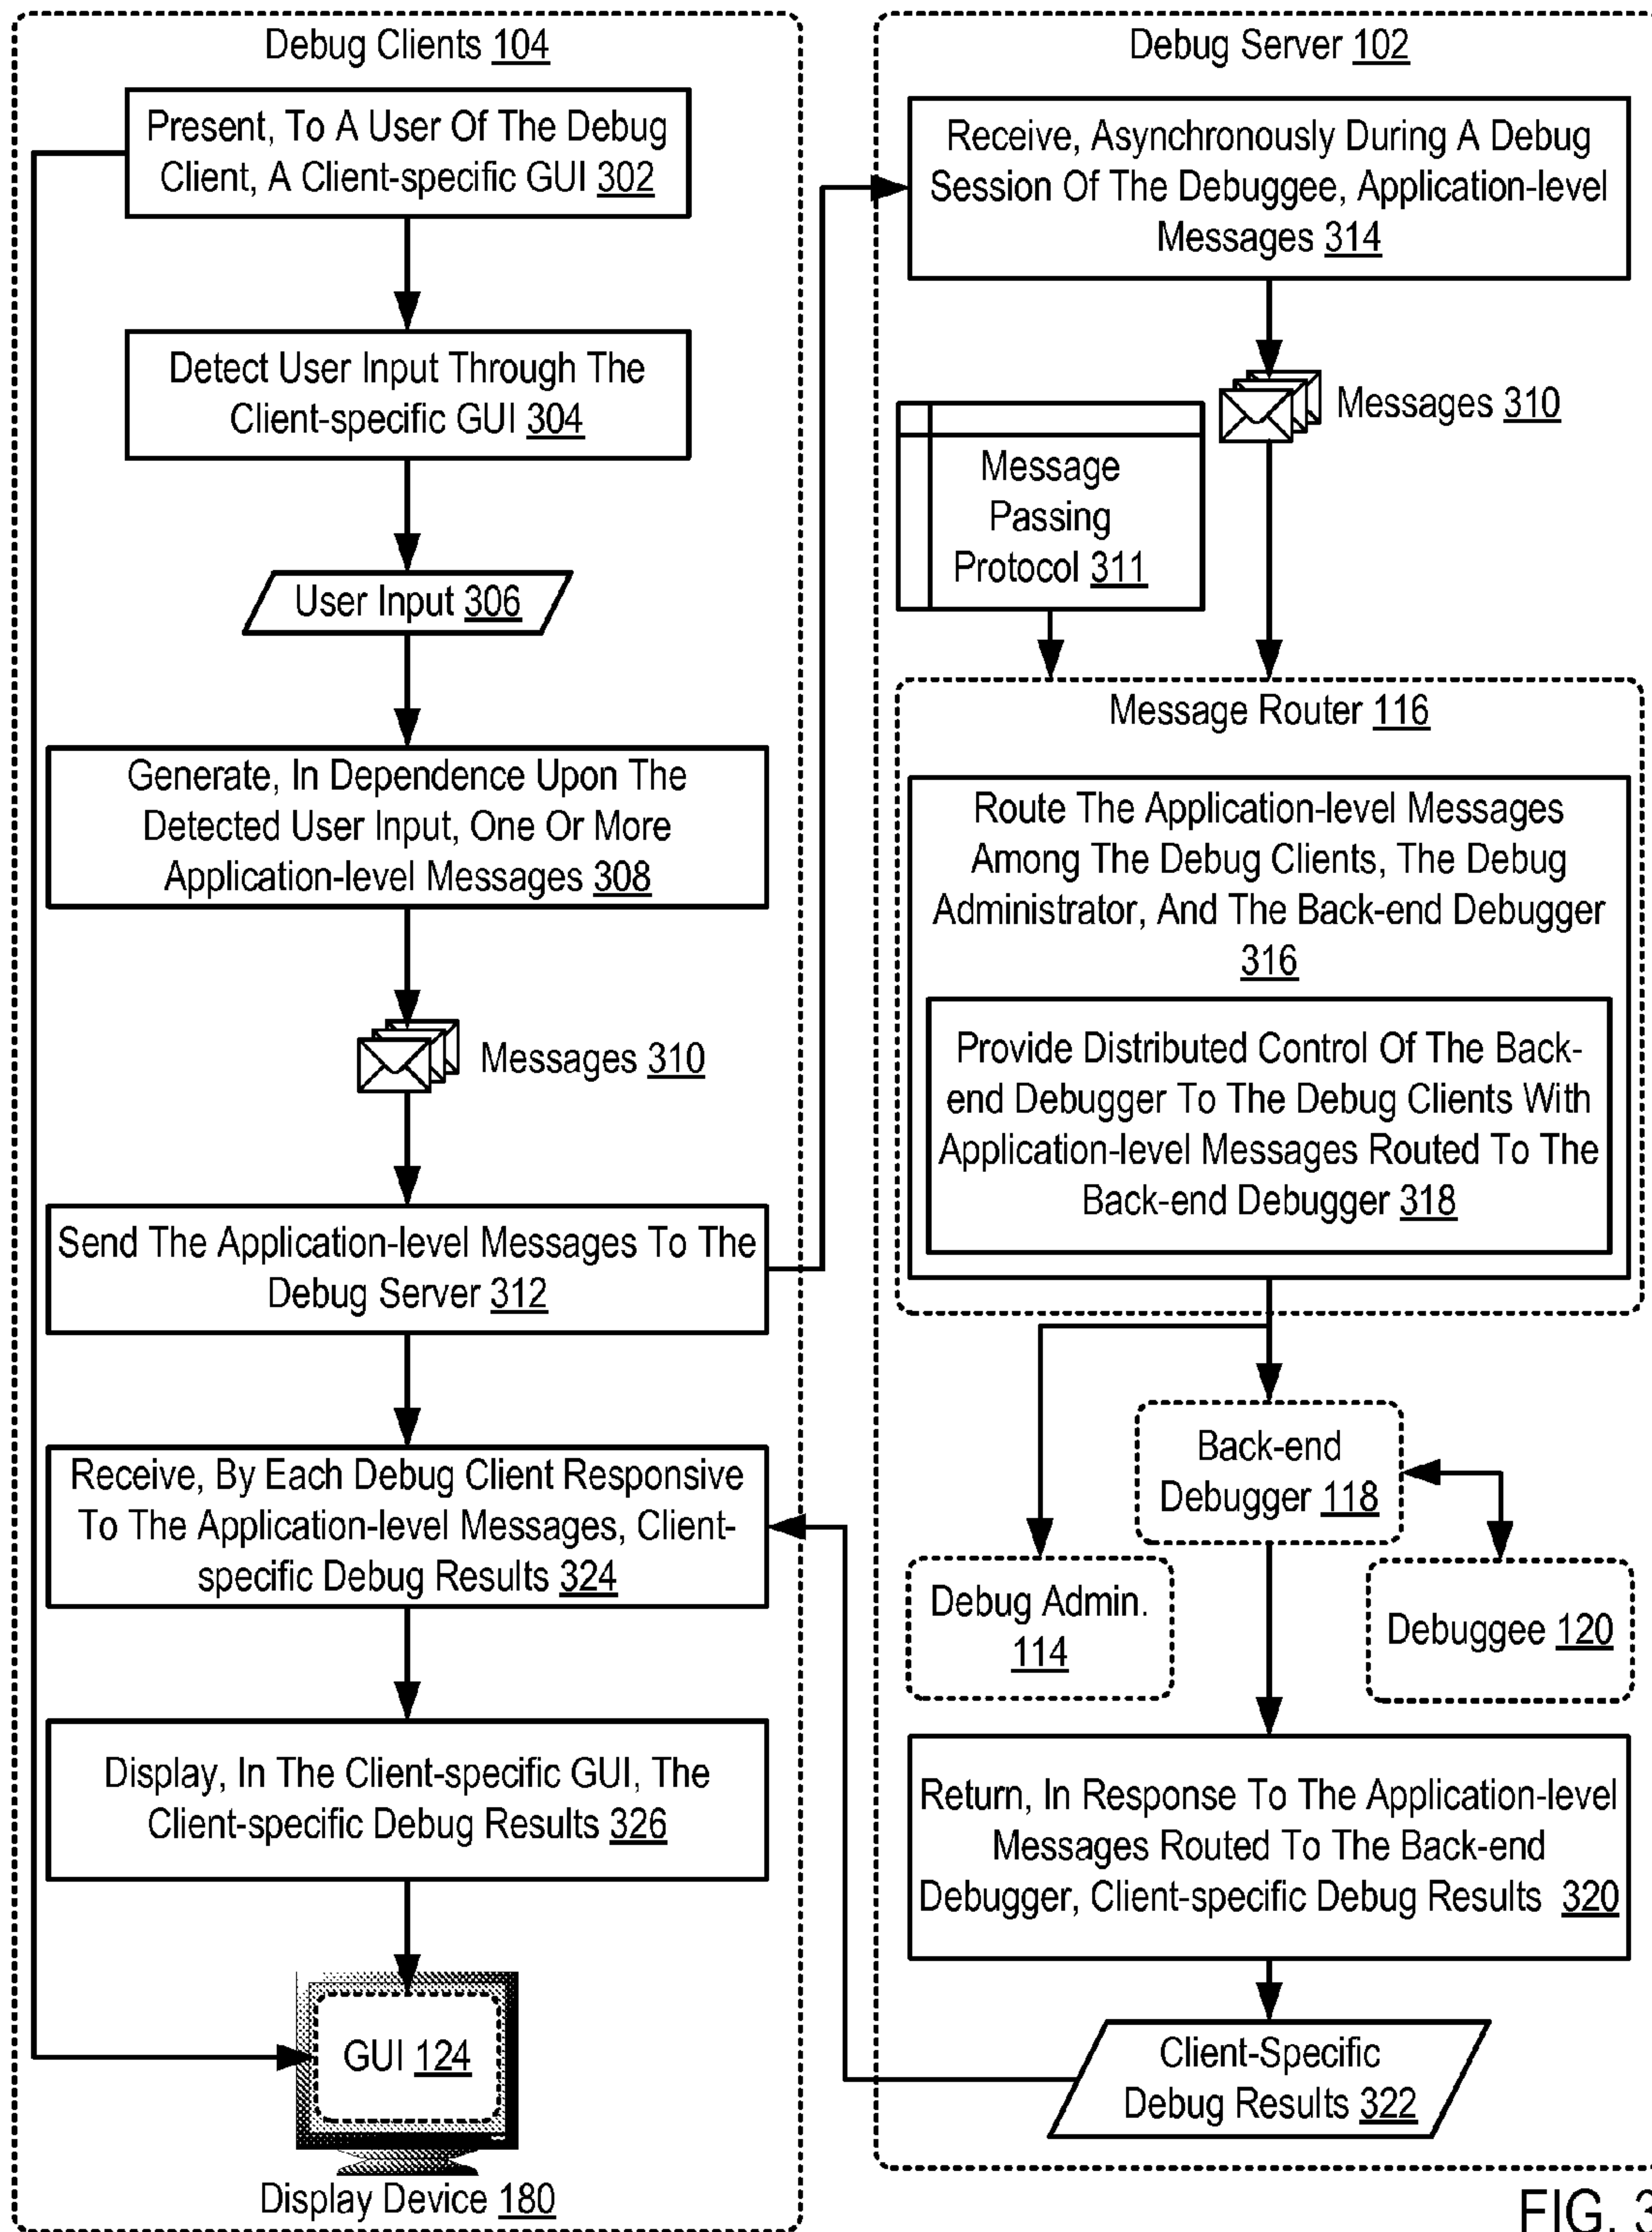 Debug Clients 104
Present, To A User Of The Debug
Client, A Client-specific GUI 302
Detect User Input Through The
Client-specific GUI 304
User Input 306
Generate, In Dependence Upon The
Detected User Input, One Or More
Application-level Messages 308
Messages 310
Send The Application-level Messages To The
Debug Server 312
Receive, By Each Debug Client Responsive
To The Application-level Messages, Client-
specific Debug Results 324
Display, In The Client-specific GUI, The
Client-specific Debug Results 326
GUI 124
Display Device 180
Debug Server 102
Receive, Asynchronously During A Debug
Session Of The Debuggee, Application-level
Messages 314
Messages 310
Message
Passing
Protocol 311
Message Router 116
Route The Application-level Messages
Among The Debug Clients, The Debug
Administrator, And The Back-end Debugger
316
Provide Distributed Control Of The Back-
end Debugger To The Debug Clients With
Application-level Messages Routed To The
Back-end Debugger 318
Back-end
Debugger 118
Debug Admin.
114
Debuggee 120
Return, In Response To The Application-level
Messages Routed To The Back-end
Debugger, Client-specific Debug Results 320
Client-Specific
Debug Results 322
FIG. 3